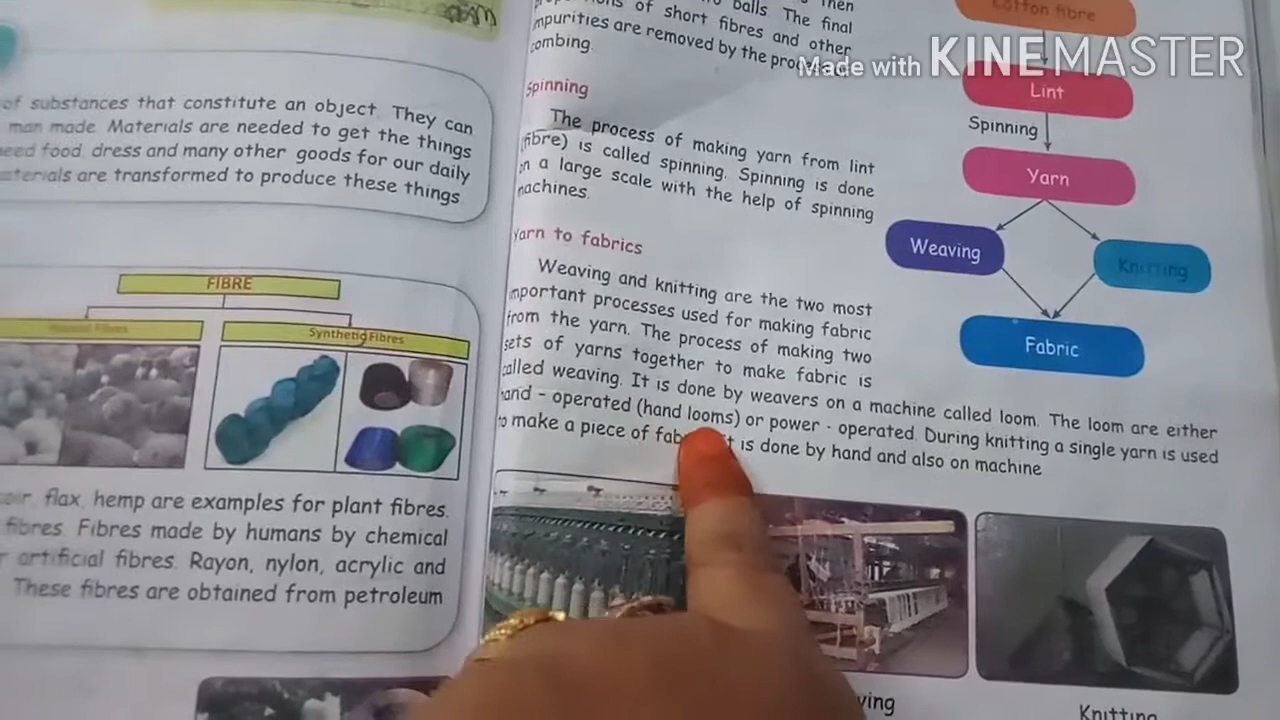 of substances that constitute an object. They can
man made. Materials are needed to get the things
need food, dress and many other goods for our daily
materials are transformed to produce these things.
FIBRE
Natural Fibres
Synthetic Fibres
coir, flax, hemp are examples for plant fibres.
fibres. Fibres made by humans by chemical
r artificial fibres. Rayon, nylon, acrylic and
These fibres are obtained from petroleum
balls. The final
of short fibres and other
impurities are removed by the process
combing.
Spinning
The process of making yarn from lint
(fibre) is called spinning. Spinning is done
on a large scale with the help of spinning
machines.
Yarn to fabrics
Weaving and knitting are the two most
important processes used for making fabric
from the yarn. The process of making two
sets of yarns together to make fabric is
called weaving. It is done by weavers on a machine called loom. The loom are either
hand - operated (hand looms) or power - operated. During knitting a single yarn is used
to make a piece of is done by hand and also on machine
Cotton fibre
Lint
Spinning
Yarn
Weaving
Knitting
Fabric
ving
Knitting
Made with KINEMASTER